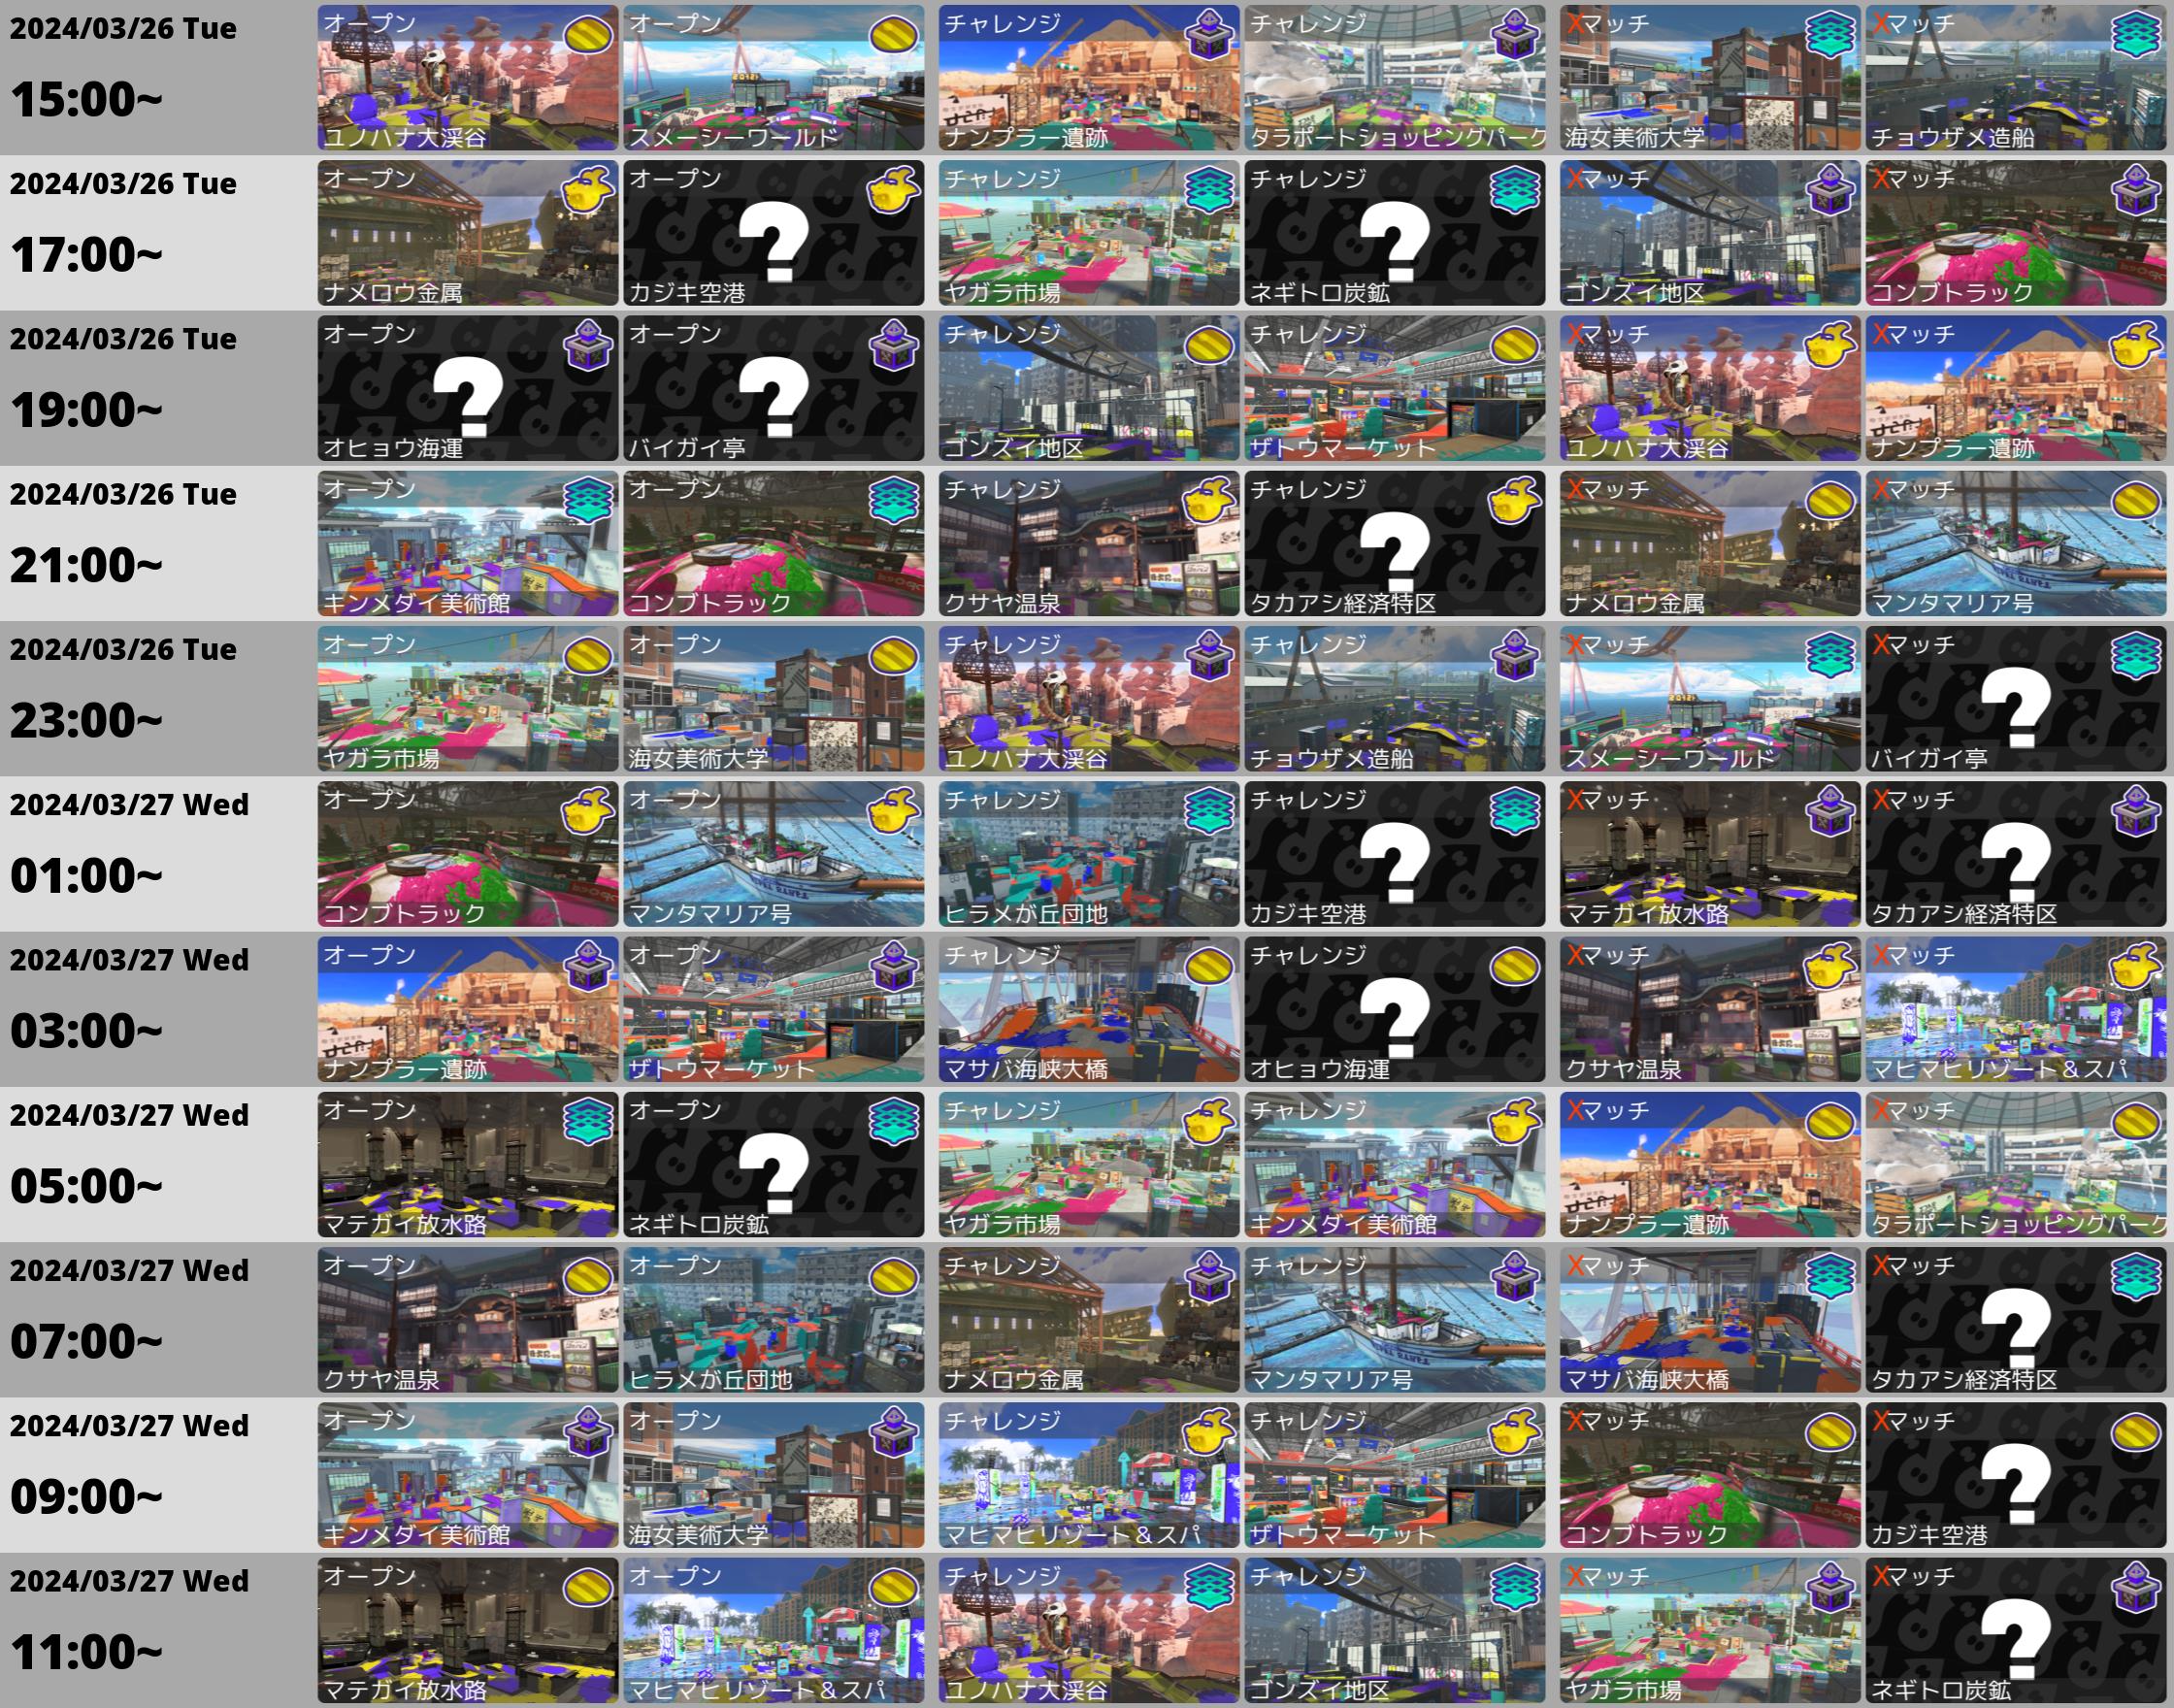 2024/03/26 Tue
15:00~
オープン
ユノハナ大渓谷
オープン
スメーシーワールド
チャレンジ
ナンプラー遺跡
チャレンジ
タラポートショッピングパーク
Xマッチ
海女美術大学
Xマッチ
チョウザメ造船
2024/03/26 Tue
17:00~
オープン
ナメロウ金属
オープン
?
カジキ空港
チャレンジ
ヤガラ市場
チャレンジ
?
ネギトロ炭鉱
Xマッチ
ゴンズイ地区
Xマッチ
コンブトラック
2024/03/26 Tue
19:00~
オープン
?
オヒョウ海運
オープン
?
バイガイ亭
チャレンジ
ゴンズイ地区
チャレンジ
ザトウマーケット
Xマッチ
ユノハナ大渓谷
Xマッチ
ナンプラー遺跡
2024/03/26 Tue
21:00~
オープン
キンメダイ美術館
オープン
コンブトラック
チャレンジ
クサヤ温泉
チャレンジ
?
タカアシ経済特区
Xマッチ
ナメロウ金属
Xマッチ
マンタマリア号
2024/03/26 Tue
23:00~
オープン
ヤガラ市場
オープン
海女美術大学
チャレンジ
ユノハナ大渓谷
チャレンジ
チョウザメ造船
Xマッチ
スメーシーワールド
Xマッチ
?
バイガイ亭
2024/03/27 Wed
01:00~
オープン
コンブトラック
オープン
マンタマリア号
チャレンジ
ヒラメが丘団地
チャレンジ
?
カジキ空港
Xマッチ
マテガイ放水路
Xマッチ
?
タカアシ経済特区
2024/03/27 Wed
03:00~
オープン
ナンプラー遺跡
オープン
ザトウマーケット
チャレンジ
マサバ海峡大橋
チャレンジ
?
オヒョウ海運
Xマッチ
クサヤ温泉
Xマッチ
マヒマヒリゾート&スパ
2024/03/27 Wed
05:00~
オープン
マテガイ放水路
オープン
?
ネギトロ炭鉱
チャレンジ
ヤガラ市場
チャレンジ
キンメダイ美術館
Xマッチ
ナンプラー遺跡
Xマッチ
タラポートショッピングパーク
2024/03/27 Wed
07:00~
オープン
クサヤ温泉
オープン
ヒラメが丘団地
チャレンジ
ナメロウ金属
チャレンジ
マンタマリア号
Xマッチ
マサバ海峡大橋
Xマッチ
?
タカアシ経済特区
2024/03/27 Wed
09:00~
オープン
キンメダイ美術館
オープン
海女美術大学
チャレンジ
マヒマヒリゾート&スパ
チャレンジ
ザトウマーケット
Xマッチ
コンブトラック
Xマッチ
?
カジキ空港
2024/03/27 Wed
11:00~
オープン
マテガイ放水路
オープン
マヒマヒリゾート&スパ
チャレンジ
ユノハナ大渓谷
チャレンジ
ゴンズイ地区
Xマッチ
ヤガラ市場
Xマッチ
?
ネギトロ炭鉱